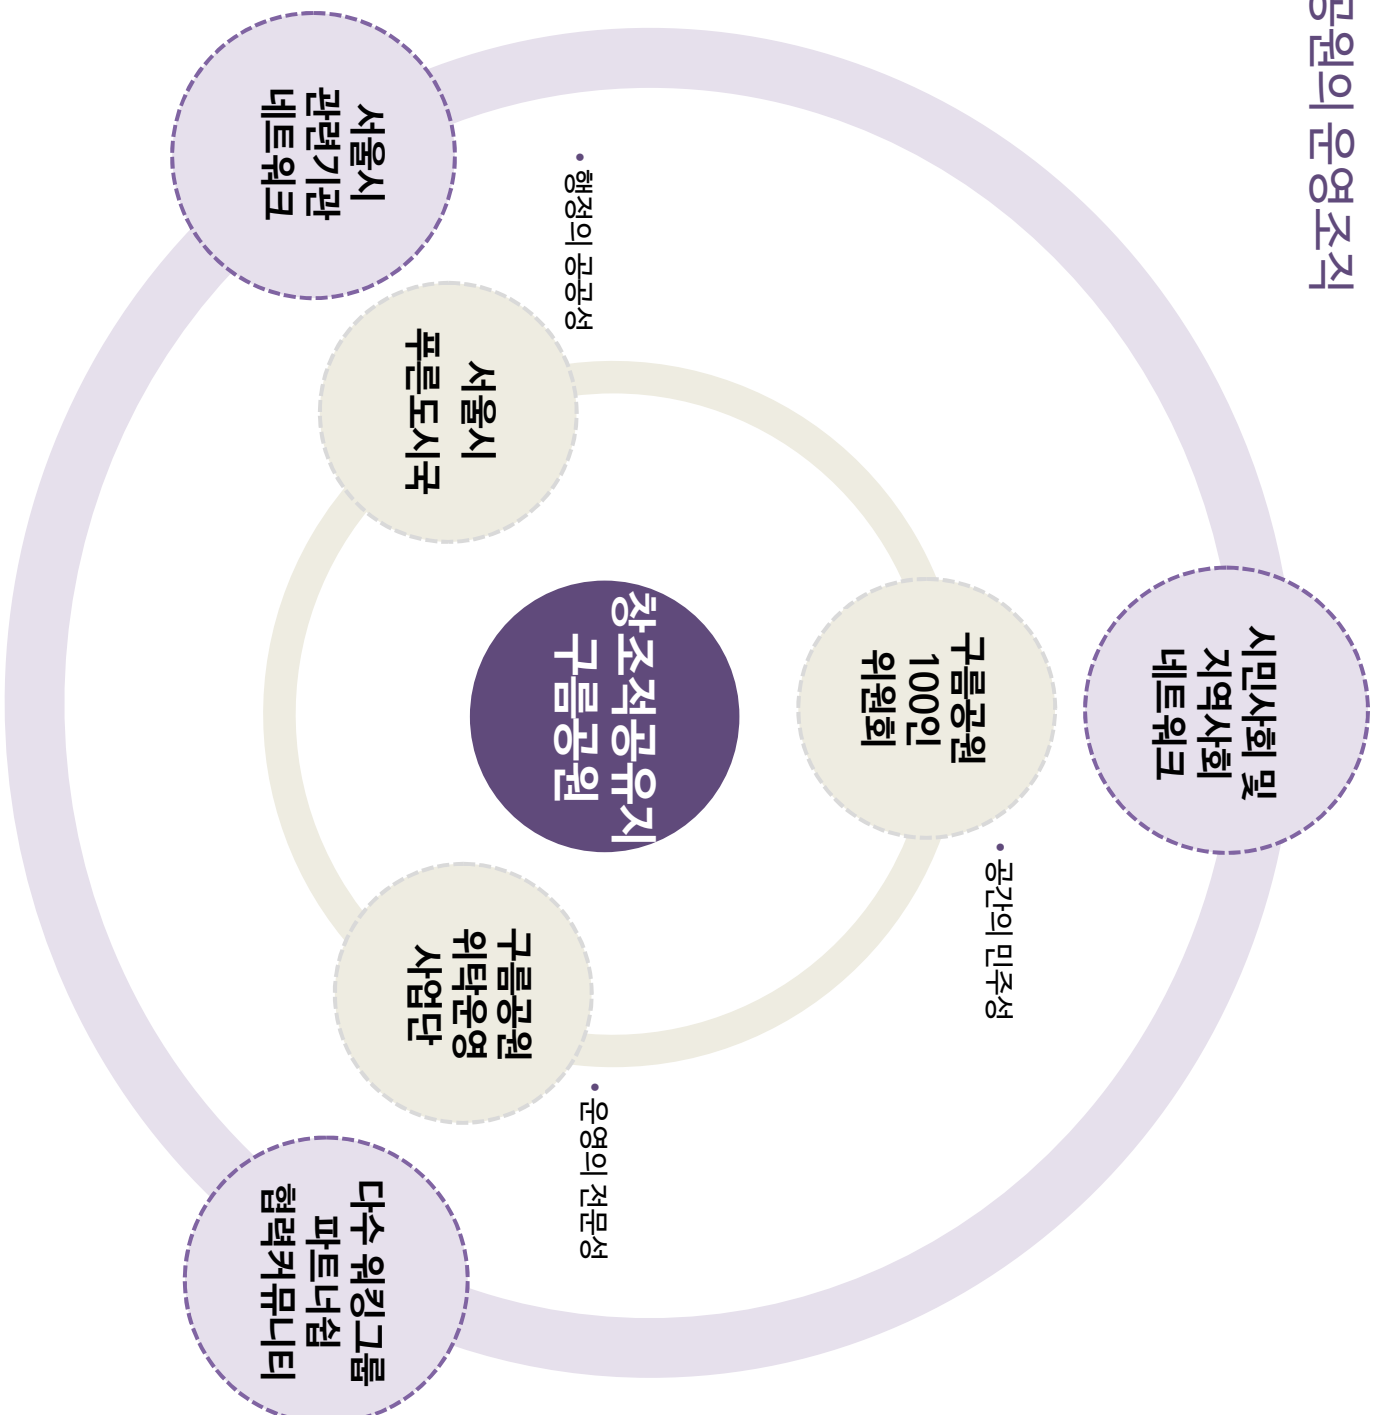 공원의 운영조직
시민사회 및
지역사회
네트워크
구름공원
100인
위원회
• 공간의 민주성
창조적공유지
구름공원
• 행정의 공공성
서울시
푸른도시국
구름공원
위탁운영
사업단
• 운영의 전문성
서울시
관련기관
네트워크
다수 워킹그룹
파트너쉽
협력커뮤니티